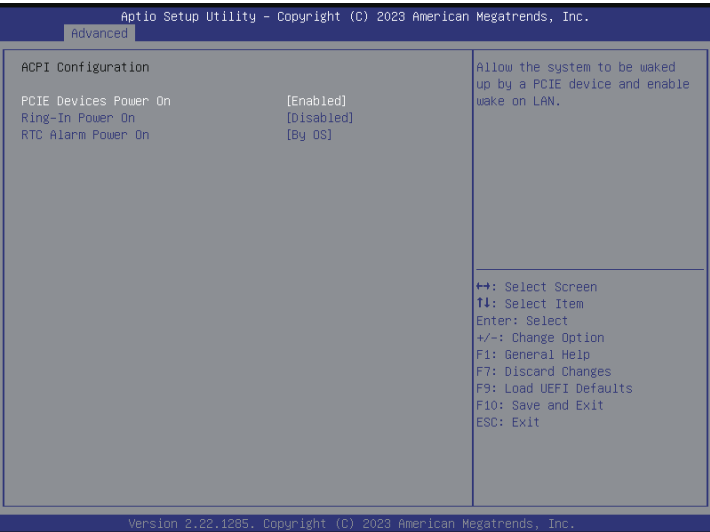 Aptio Setup Utility – Copyright (C) 2023 American Megatrends, Inc.
Advanced
ACPI Configuration
PCIE Devices Power On [Enabled]
Ring-In Power On [Disabled]
RTC Alarm Power On [By OS]
Allow the system to be waked
up by a PCIE device and enable
wake on LAN.
↔: Select Screen
↑↓: Select Item
Enter: Select
+/-: Change Option
F1: General Help
F7: Discard Changes
F9: Load UEFI Defaults
F10: Save and Exit
ESC: Exit
Version 2.22.1285. Copyright (C) 2023 American Megatrends, Inc.